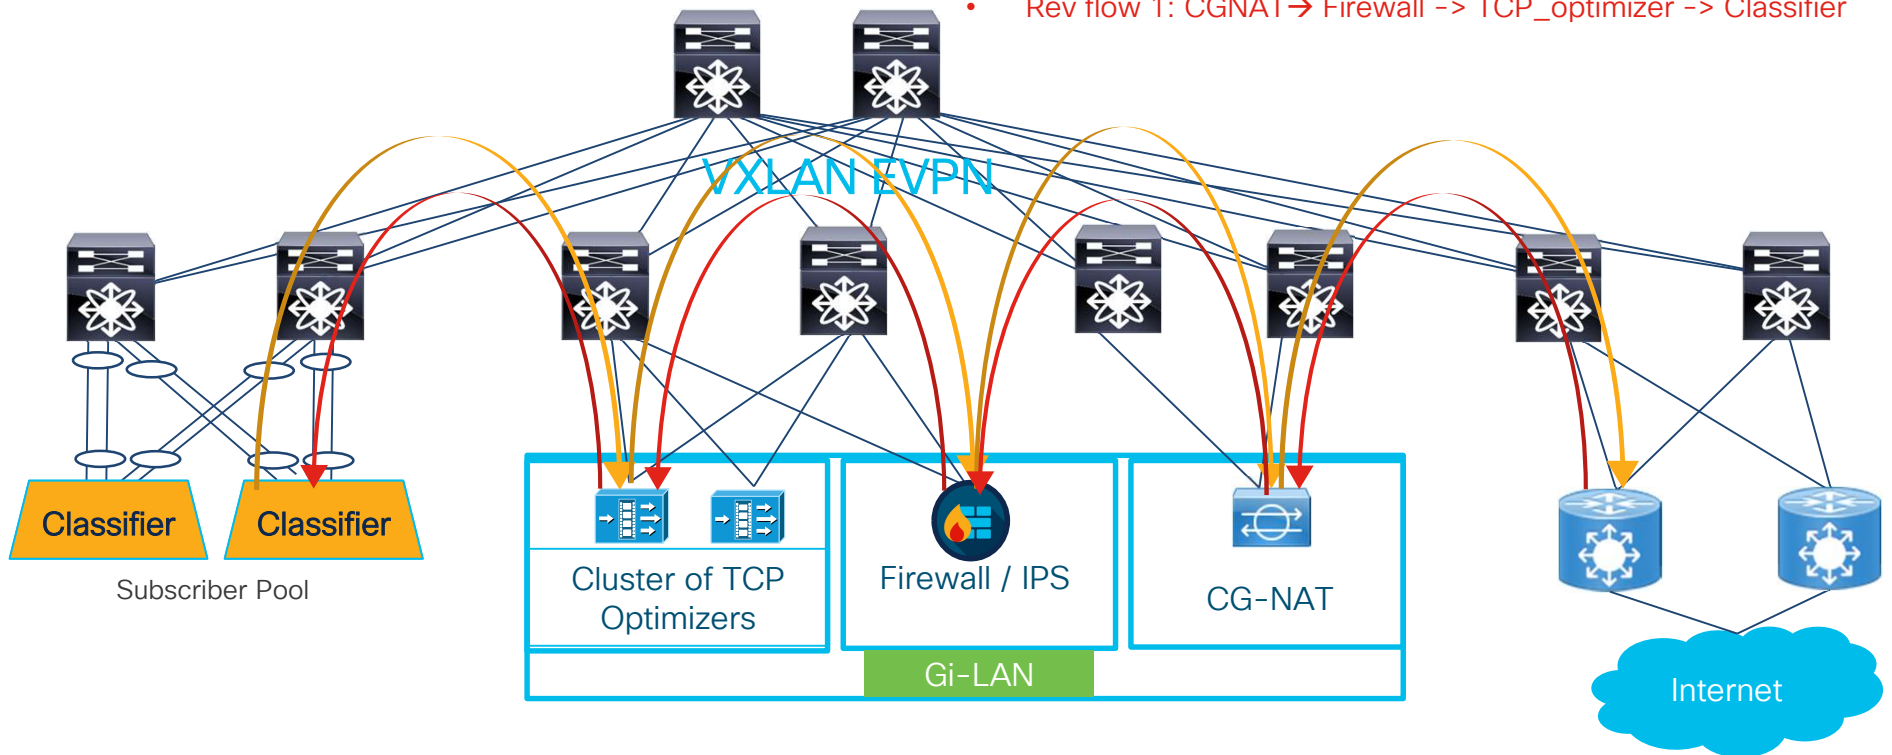 • Rev flow 1: CGNAT→ Firewall -> TCP_optimizer -> Classifier
VXLAN EVPN
Classifier
Classifier
Subscriber Pool
Cluster of TCP
Optimizers
Firewall / IPS
CG-NAT
Gi-LAN
Internet